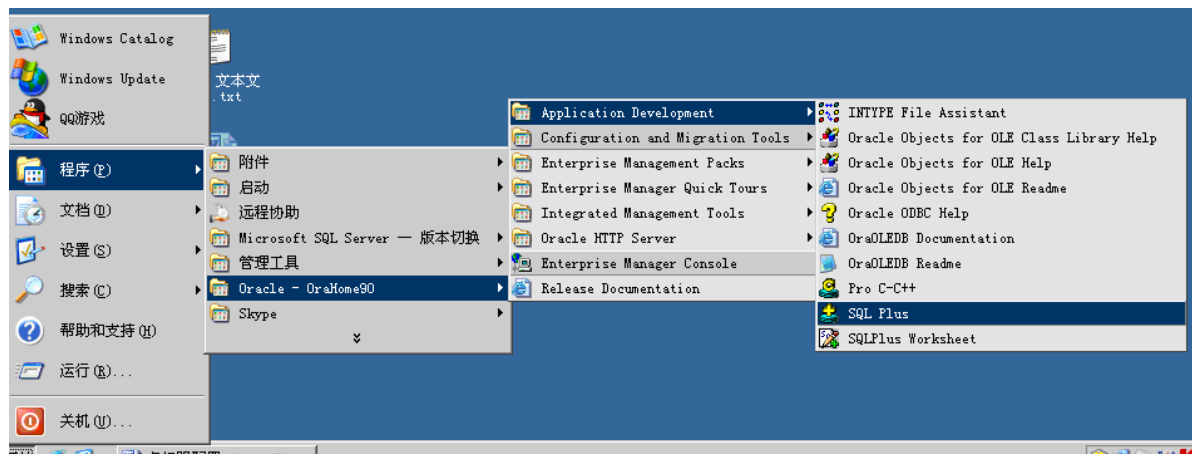 Windows Catalog
Windows Update
QQ游戏
程序(P)
文档(D)
设置(S)
搜索(C)
帮助和支持(H)
运行(R)...
关机(U)...
文本文
.txt
附件
启动
远程协助
Microsoft SQL Server — 版本切换
管理工具
Oracle - OraHome90
Skype
Application Development
Configuration and Migration Tools
Enterprise Management Packs
Enterprise Manager Quick Tours
Integrated Management Tools
Oracle HTTP Server
Enterprise Manager Console
Release Documentation
INTYPE File Assistant
Oracle Objects for OLE Class Library Help
Oracle Objects for OLE Help
Oracle Objects for OLE Readme
Oracle ODBC Help
OraOLEDB Documentation
OraOLEDB Readme
Pro C-C++
SQL Plus
SQLPlus Worksheet